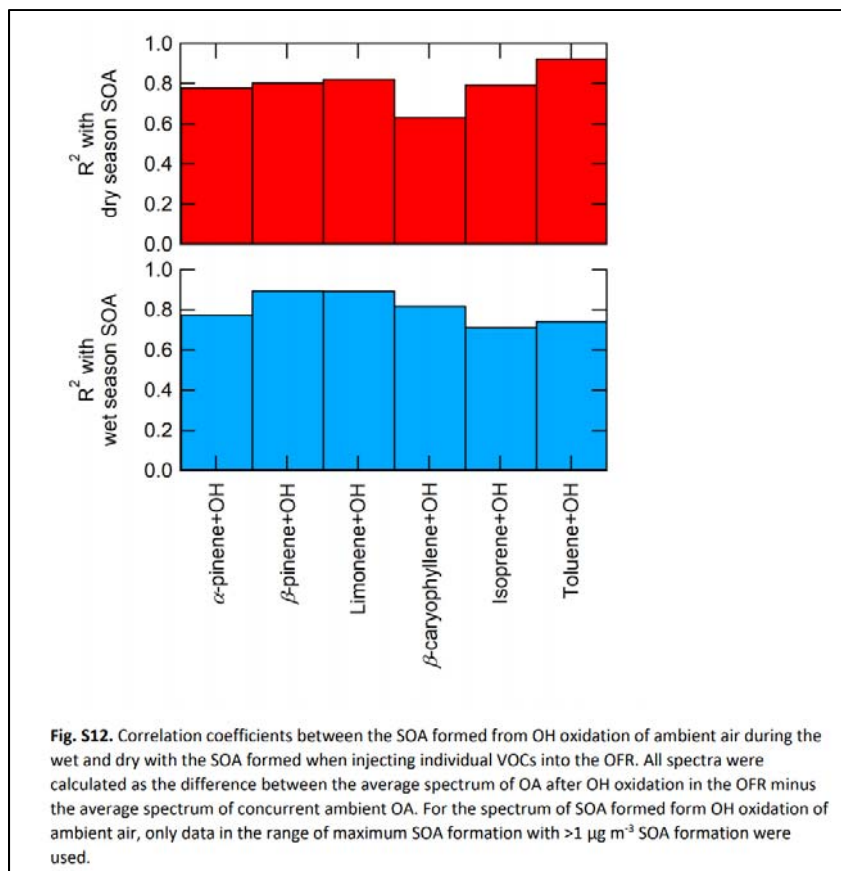 1.0
0.8
0.6
0.4
0.2
0.0
R² with
dry season SOA
1.0
0.8
0.6
0.4
0.2
0.0
R² with
wet season SOA
α-pinene+OH
β-pinene+OH
Limonene+OH
β-caryophyllene+OH
Isoprene+OH
Toluene+OH
Fig. S12. Correlation coefficients between the SOA formed from OH oxidation of ambient air during the
wet and dry with the SOA formed when injecting individual VOCs into the OFR. All spectra were
calculated as the difference between the average spectrum of OA after OH oxidation in the OFR minus
the average spectrum of concurrent ambient OA. For the spectrum of SOA formed form OH oxidation of
ambient air, only data in the range of maximum SOA formation with >1 µg m⁻³ SOA formation were
used.